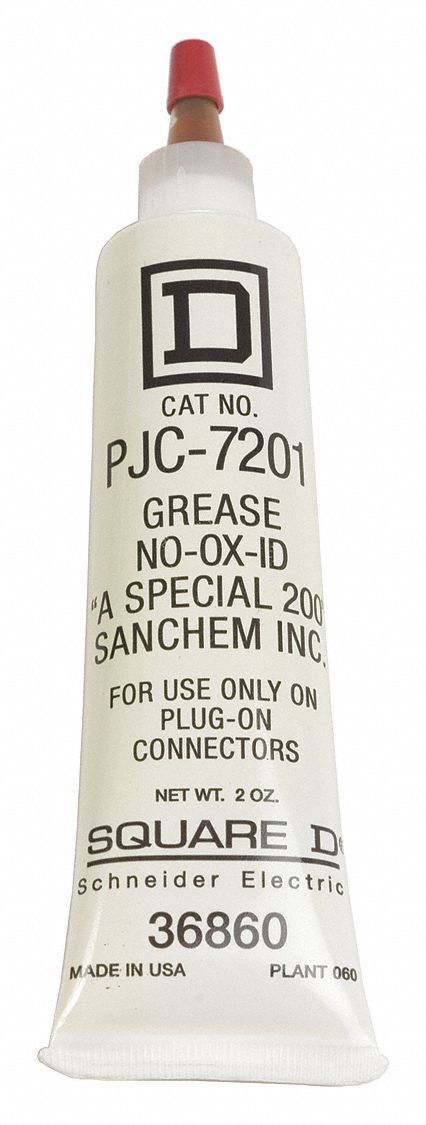 D
CAT NO.
PJC-7201
GREASE
NO-OX-ID
"A SPECIAL 200"
SANCHEM INC.
FOR USE ONLY ON
PLUG-ON
CONNECTORS
NET WT. 2 OZ.
SQUARE D®
Schneider Electric
36860
MADE IN USA PLANT 060